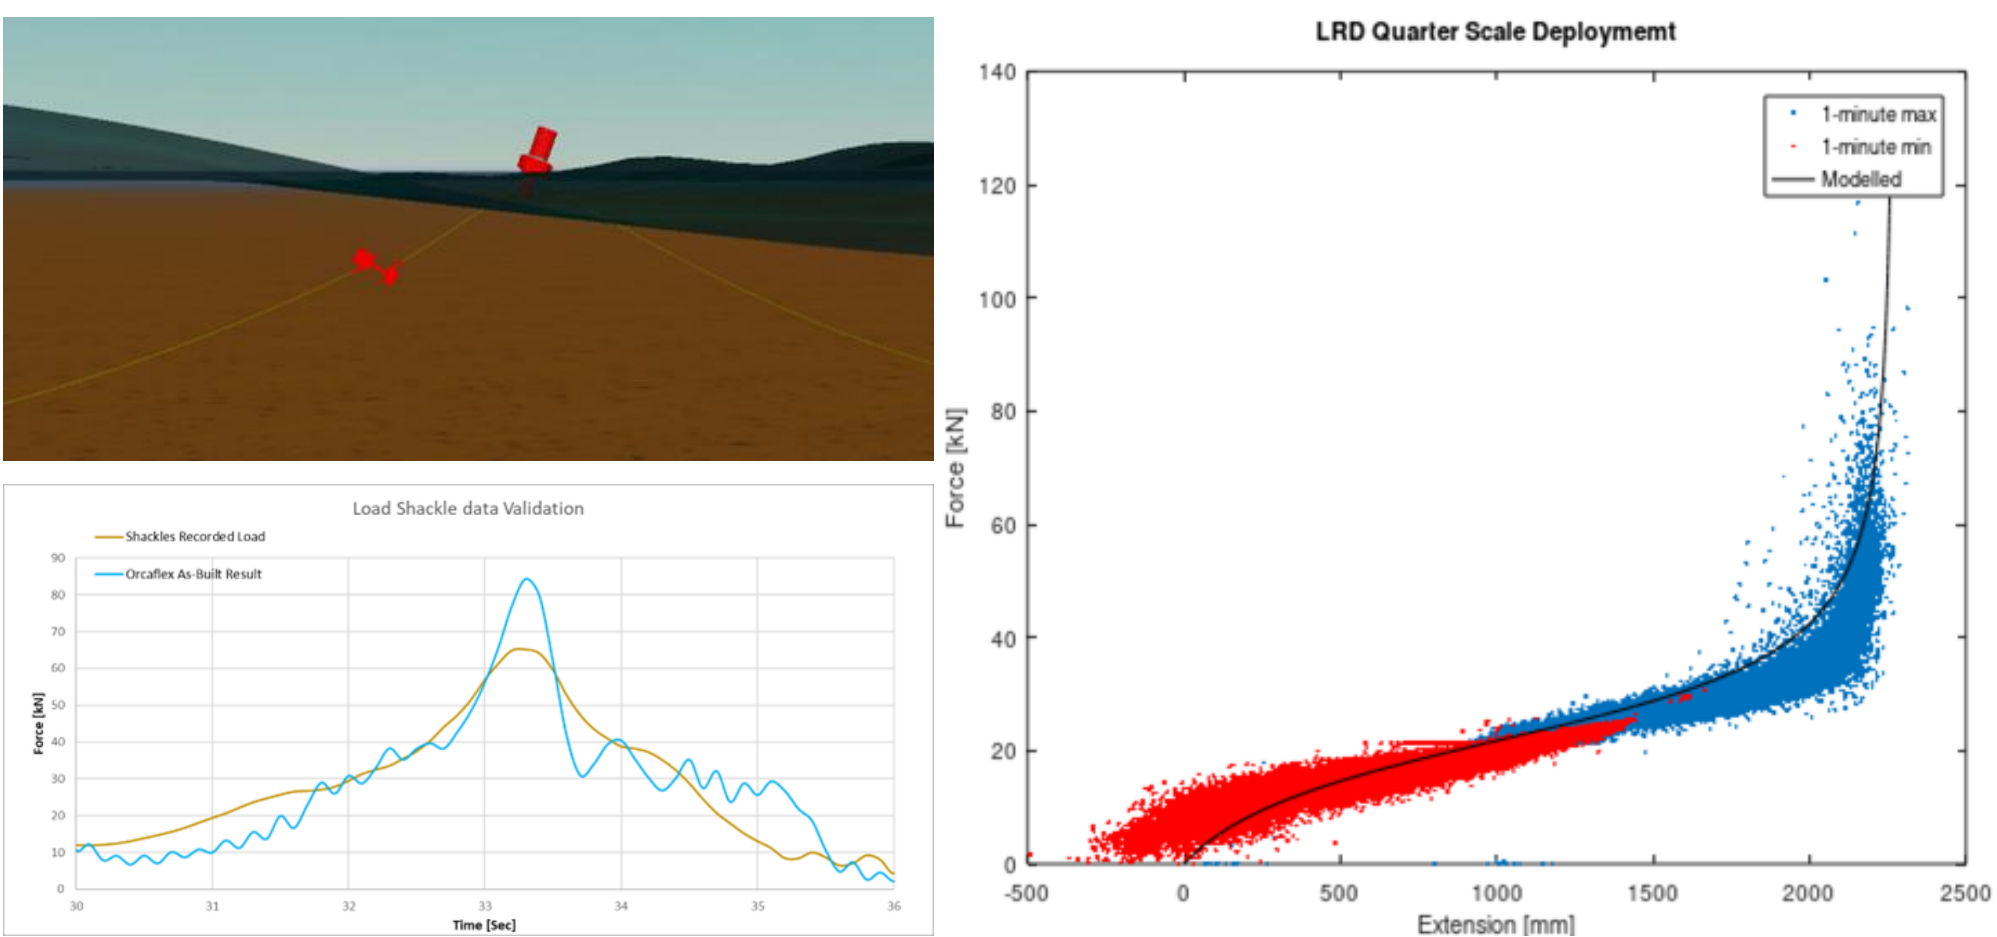 LRD Quarter Scale Deploymemt
140
120
100
80
60
40
20
0
Force [kN]
-500 0 500 1000 1500 2000 2500
Extension [mm]
1-minute max
1-minute min
Modelled
Load Shackle data Validation
Shackles Recorded Load
Orcaflex As-Built Result
90
80
70
60
50
40
30
20
10
0
Force [kN]
30 31 32 33 34 35 36
Time [Sec]